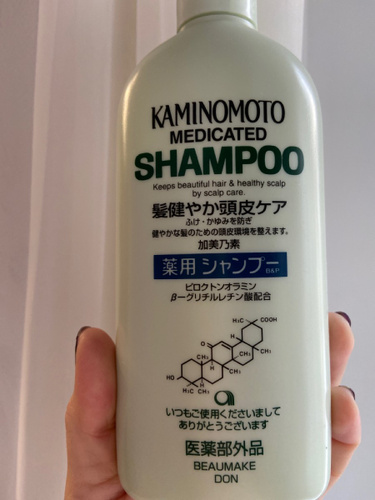 KAMINOMOTO
MEDICATED
SHAMPOO
Keeps beautiful hair & healthy scalp
by scalp care.
髪健やか頭皮ケア
ふけ・かゆみを防ぎ
健やかな髪のための頭皮環境を整えます。
加美乃素
薬用シャンプー B&P
ピロクトンオラミン
β-グリチルレチン酸配合
H₃C COOH
O
CH₃
H
HO
H₃C CH₃
いつもご使用くださいまして
ありがとうございます
医薬部外品
BEAUMAKE
DON